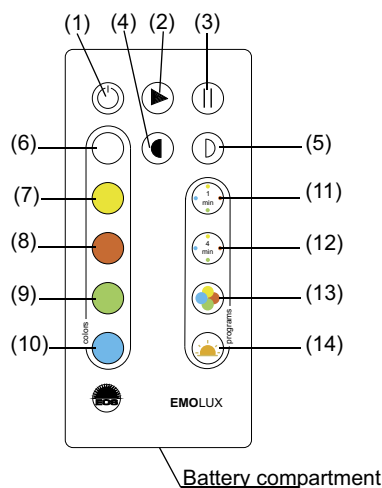 (1)
(4)
(2)
(3)
(6)
(5)
(7)
1
min
(11)
(8)
4
min
(12)
(9)
(13)
(10)
colors
programs
(14)
EOS
EMOLUX
Battery compartment